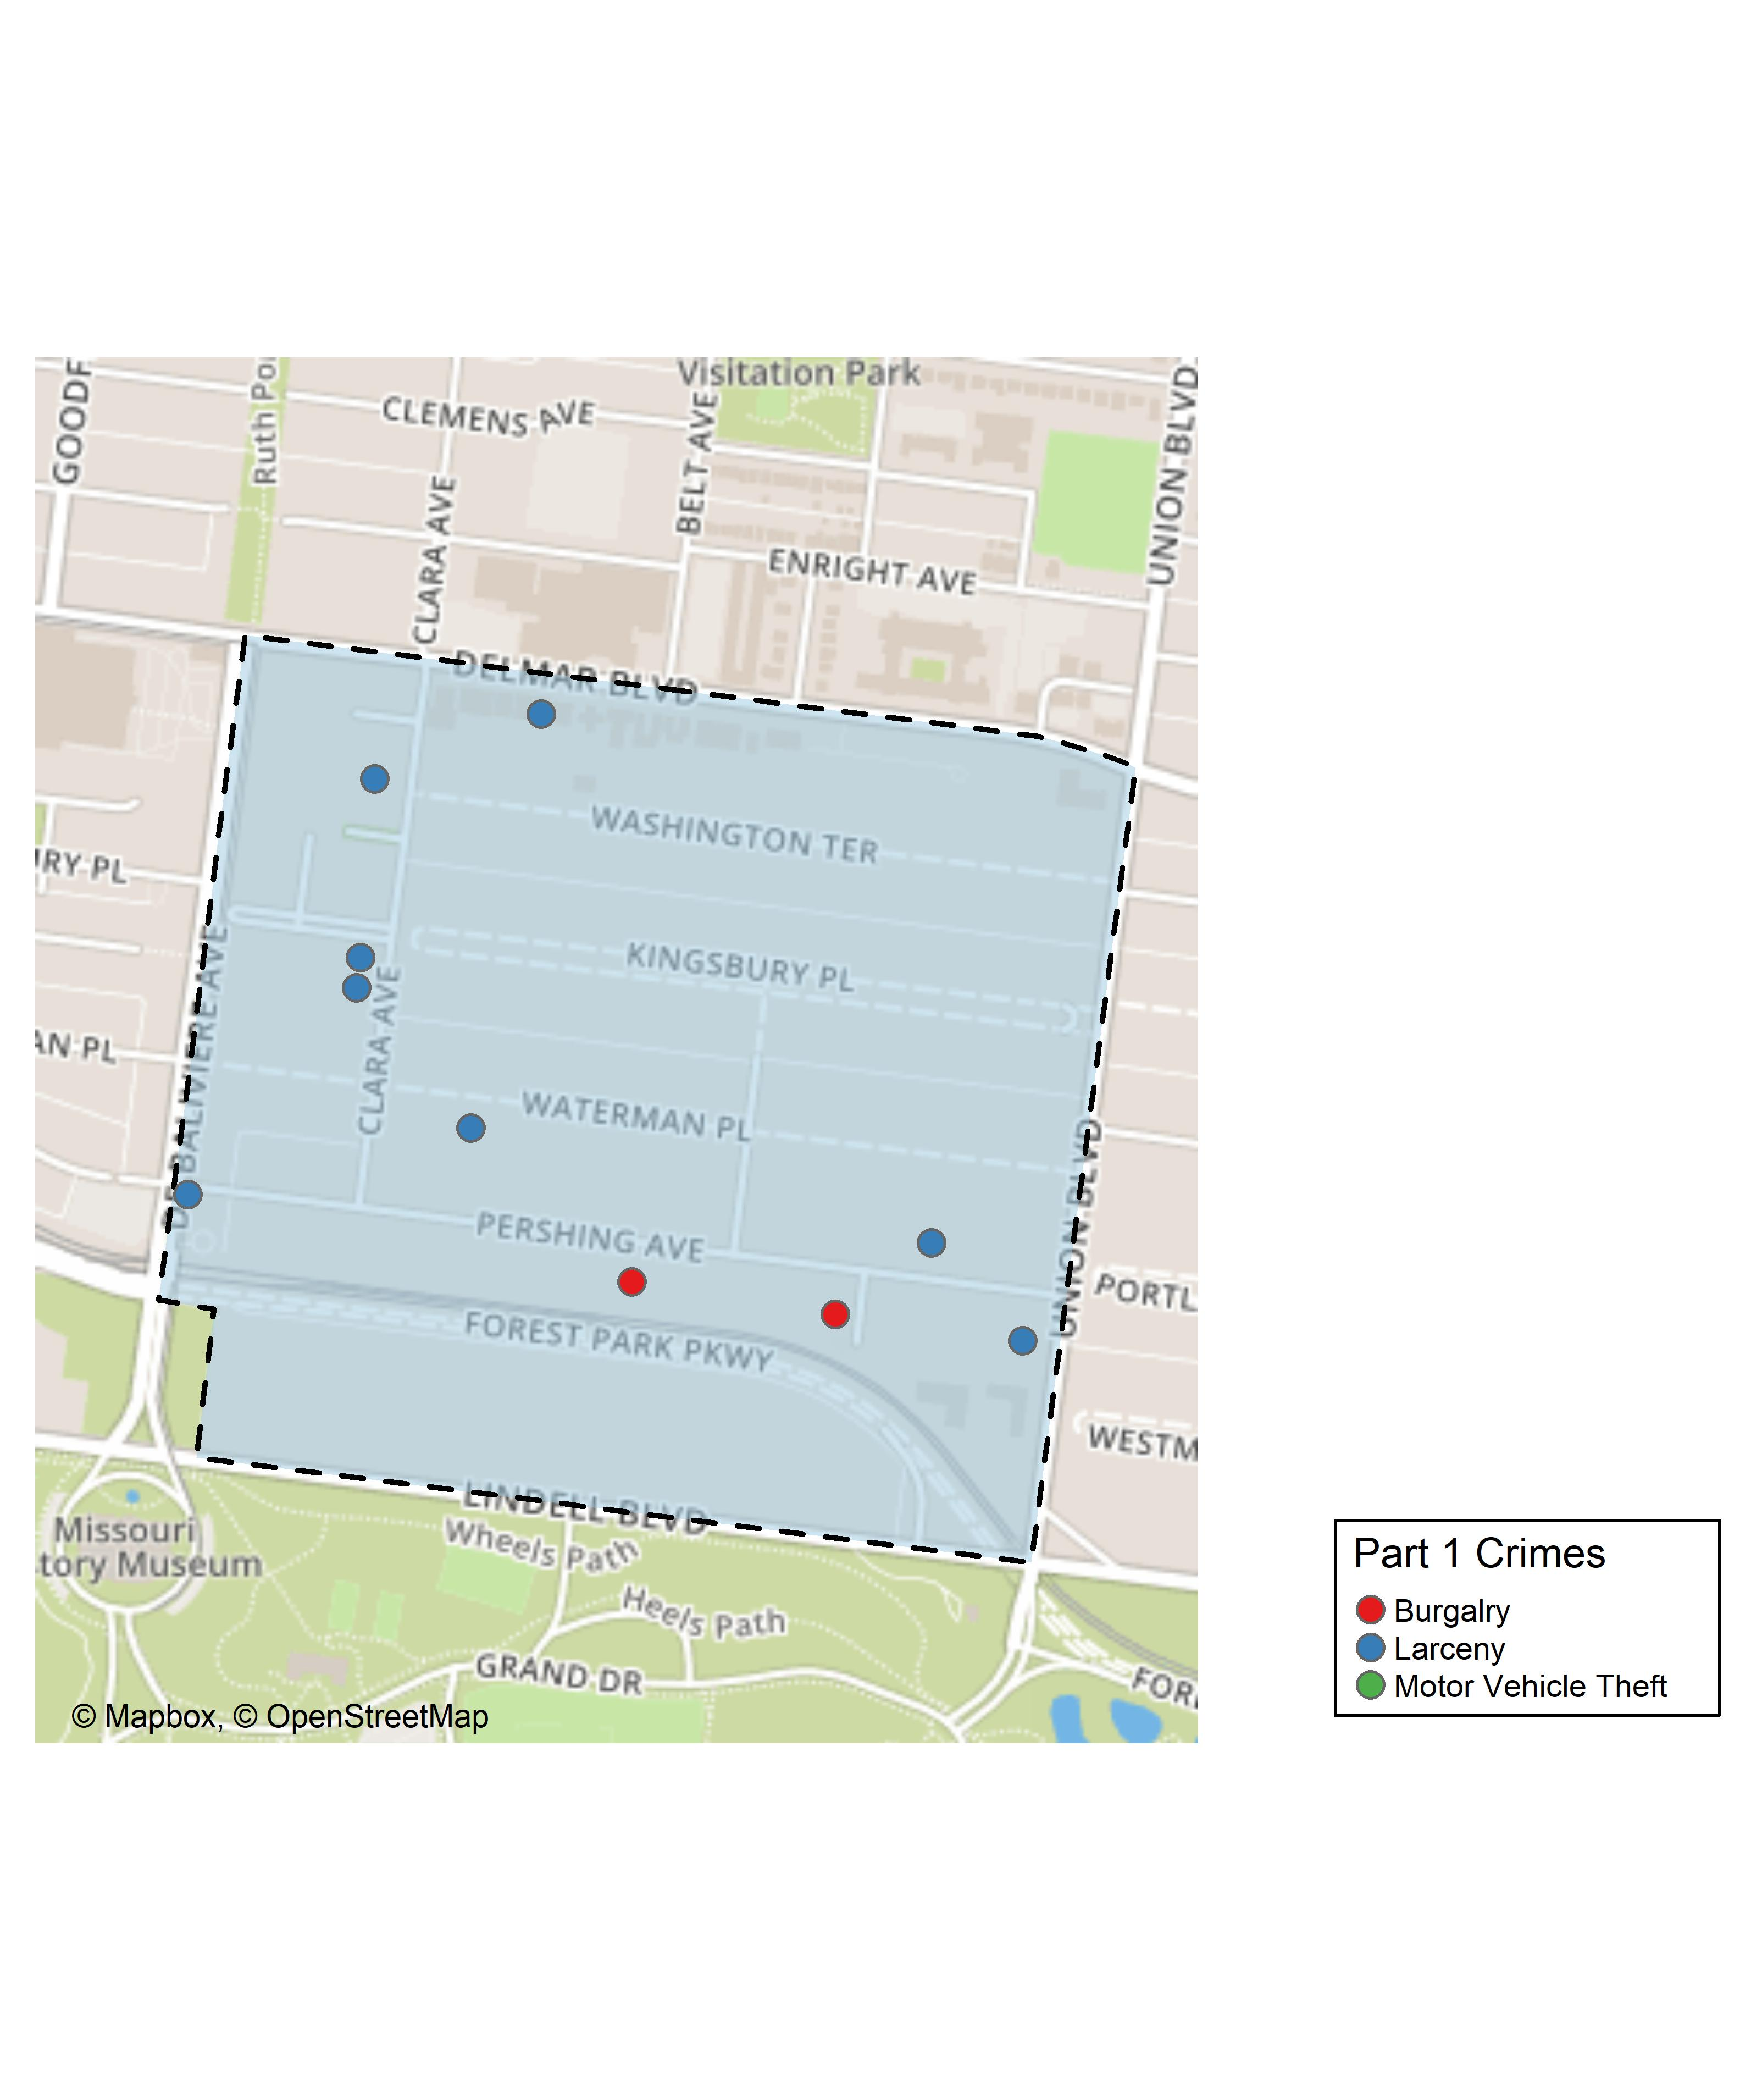 Visitation Park
GOODF
Ruth Po
CLEMENS AVE
BELT AVE
UNION BLVD
CLARA AVE
ENRIGHT AVE
DELMAR BLVD
WASHINGTON TER
RY PL
KINGSBURY PL
DE BALIVIERE AVE
CLARA AVE
AN PL
WATERMAN PL
UNION BLVD
PERSHING AVE
PORTL
FOREST PARK PKWY
WESTM
LINDELL BLVD
Wheels Path
Missouri
tory Museum
Heels Path
GRAND DR
FOR
© Mapbox, © OpenStreetMap
Part 1 Crimes
Burgalry
Larceny
Motor Vehicle Theft